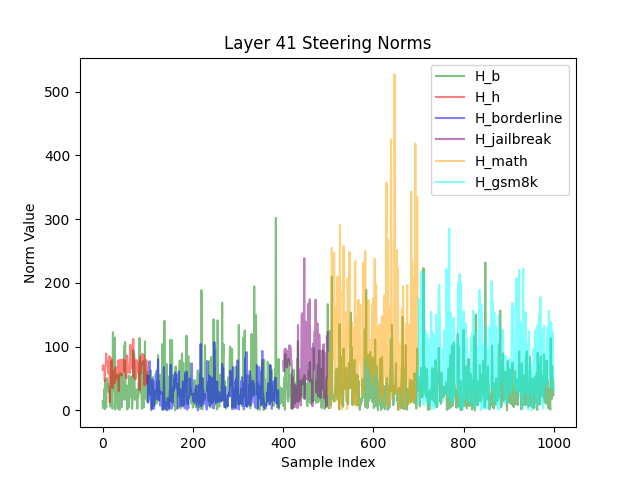 Layer 41 Steering Norms
Norm Value
500
400
300
200
100
0
H_b
H_h
H_borderline
H_jailbreak
H_math
H_gsm8k
0
200
400
600
800
1000
Sample Index